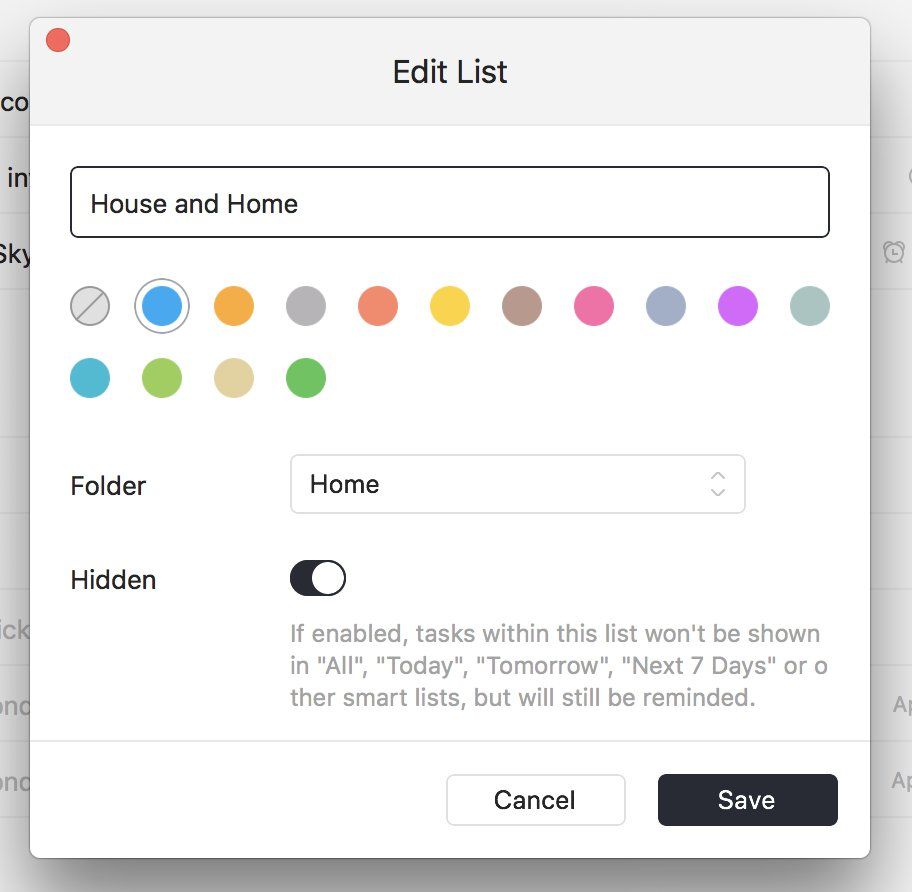 Edit List
House and Home
Folder
Home
Hidden
If enabled, tasks within this list won't be shown
in "All", "Today", "Tomorrow", "Next 7 Days" or o
ther smart lists, but will still be reminded.
Cancel
Save